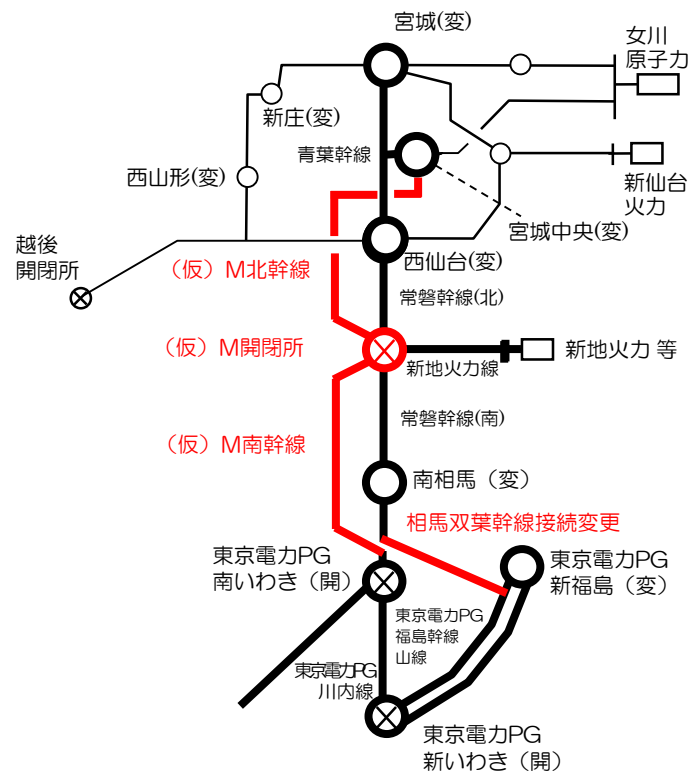 宮城(変)
女川
原子力
新庄(変)
青葉幹線
西山形(変)
新仙台
火力
宮城中央(変)
越後
開閉所
西仙台(変)
（仮）M北幹線
常磐幹線(北)
（仮）M開閉所
新地火力 等
新地火力線
常磐幹線(南)
（仮）M南幹線
南相馬（変）
相馬双葉幹線接続変更
東京電力PG
南いわき（開）
東京電力PG
新福島（変）
東京電力PG
福島幹線
山線
東京電力PG
川内線
東京電力PG
新いわき（開）